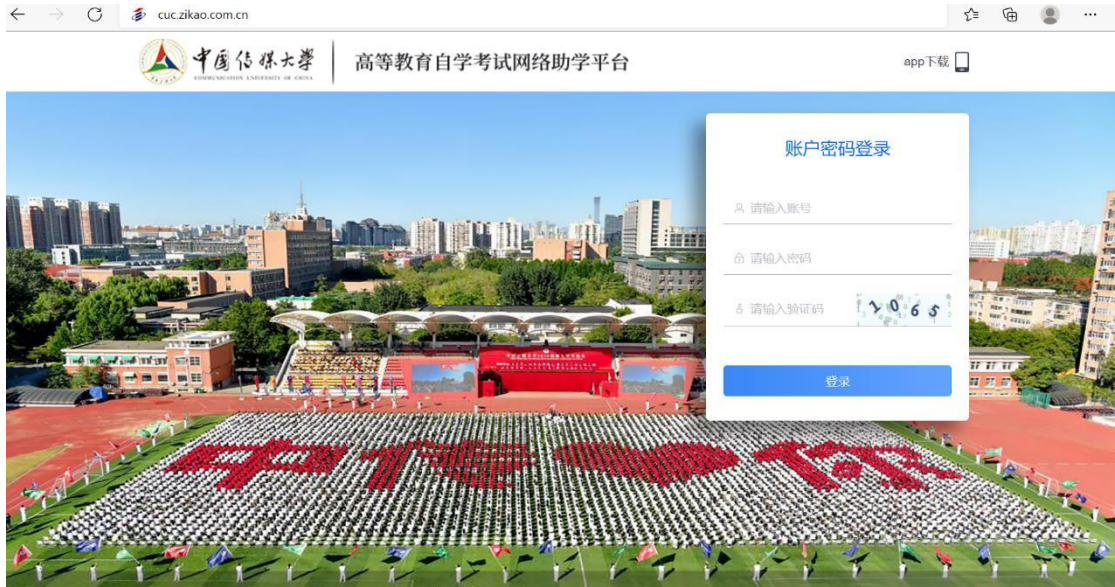 cuc.zikao.com.cn
中国传媒大学
COMMUNICATION UNIVERSITY OF CHINA
高等教育自学考试网络助学平台
app下载
账户密码登录
请输入账号
请输入密码
请输入验证码
1065
登录